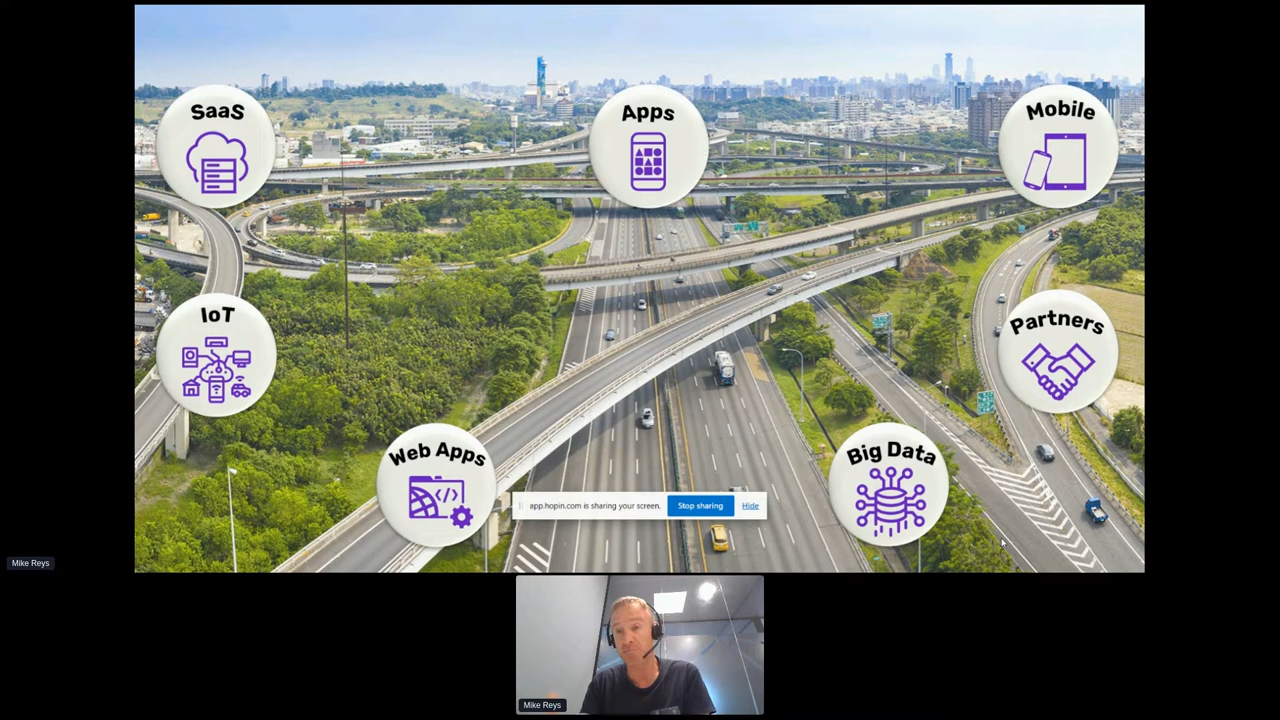 SaaS
Apps
Mobile
IoT
Partners
Web Apps
Big Data
app.hopin.com is sharing your screen.
Stop sharing
Hide
Mike Reys
Mike Reys